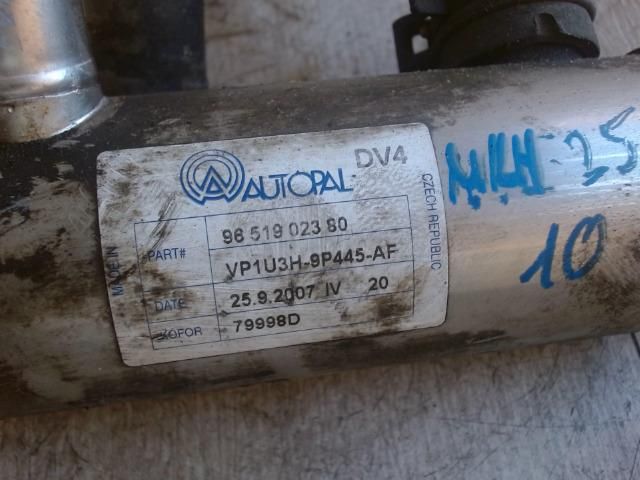 AUTOPAL
DV4
MADE IN
CZECH REPUBLIC
PART#
96 519 023 80
VP1U3H-9P445-AF
DATE
25.9.2007 IV 20
KOFOR
79998D
10